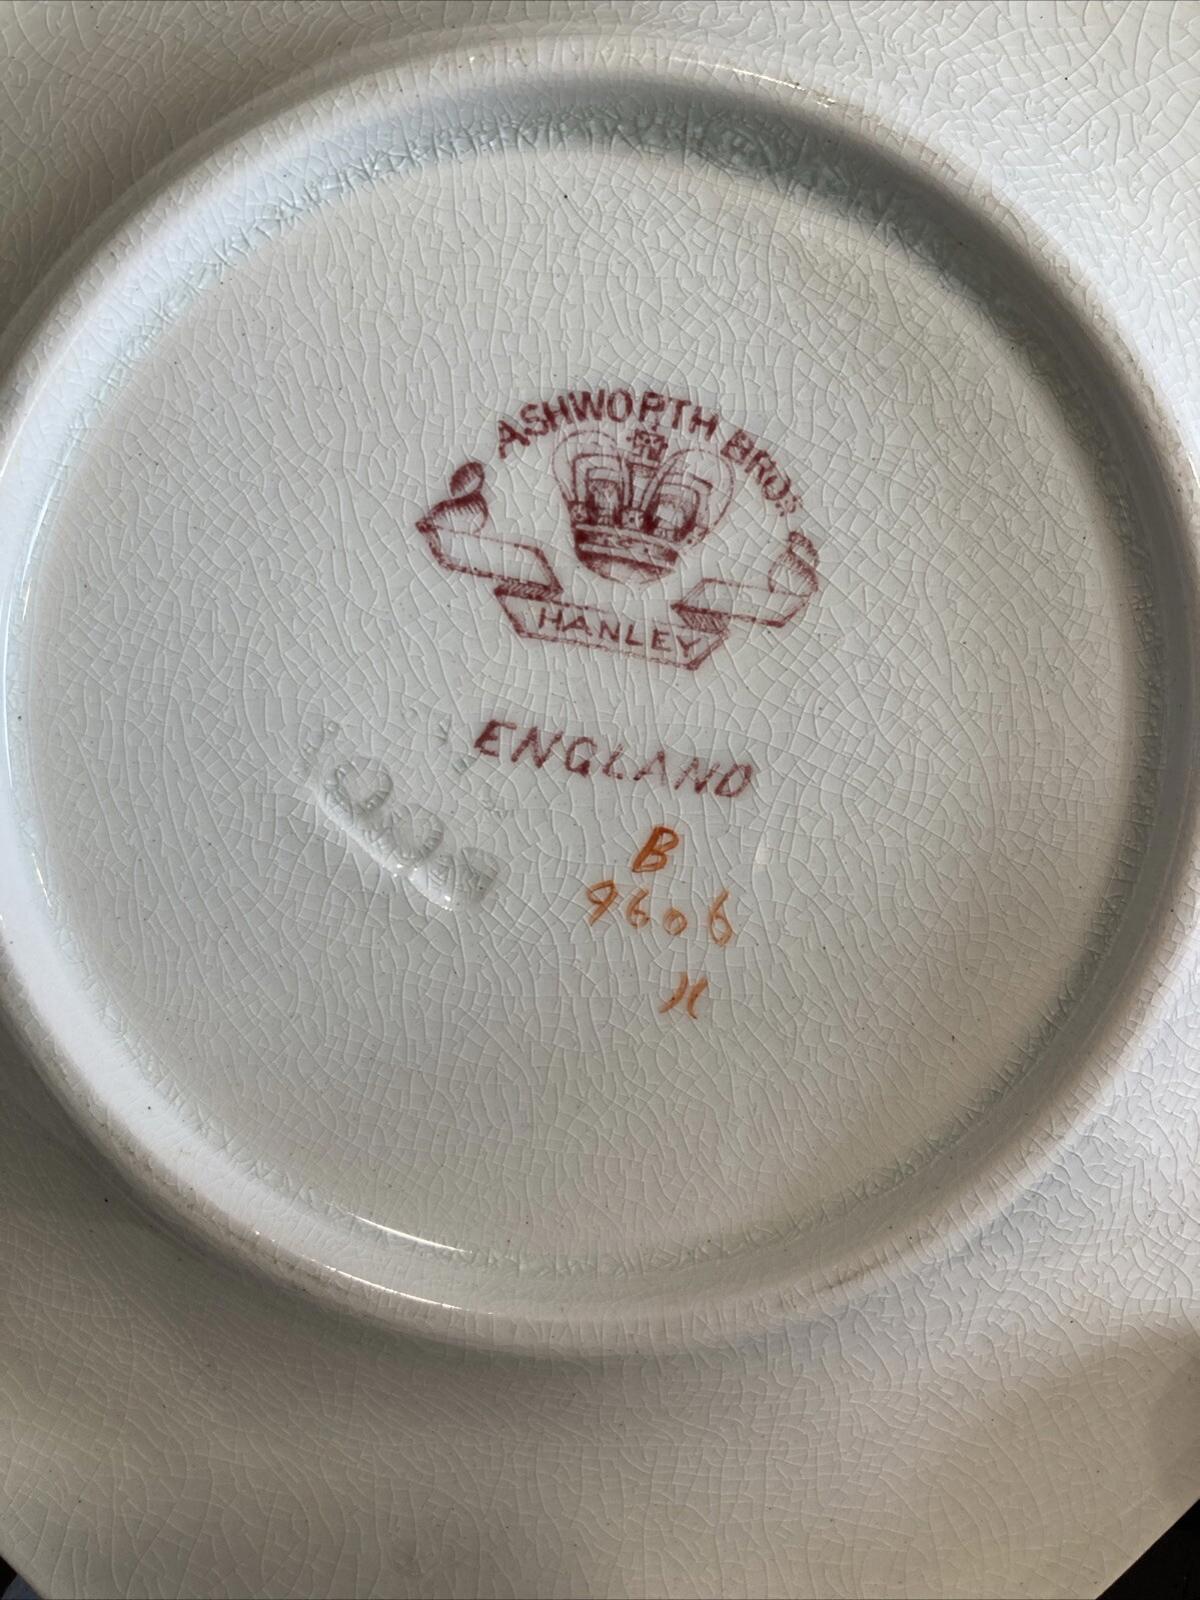 ASHWORTH BROS
HANLEY
ENGLAND
B
9606